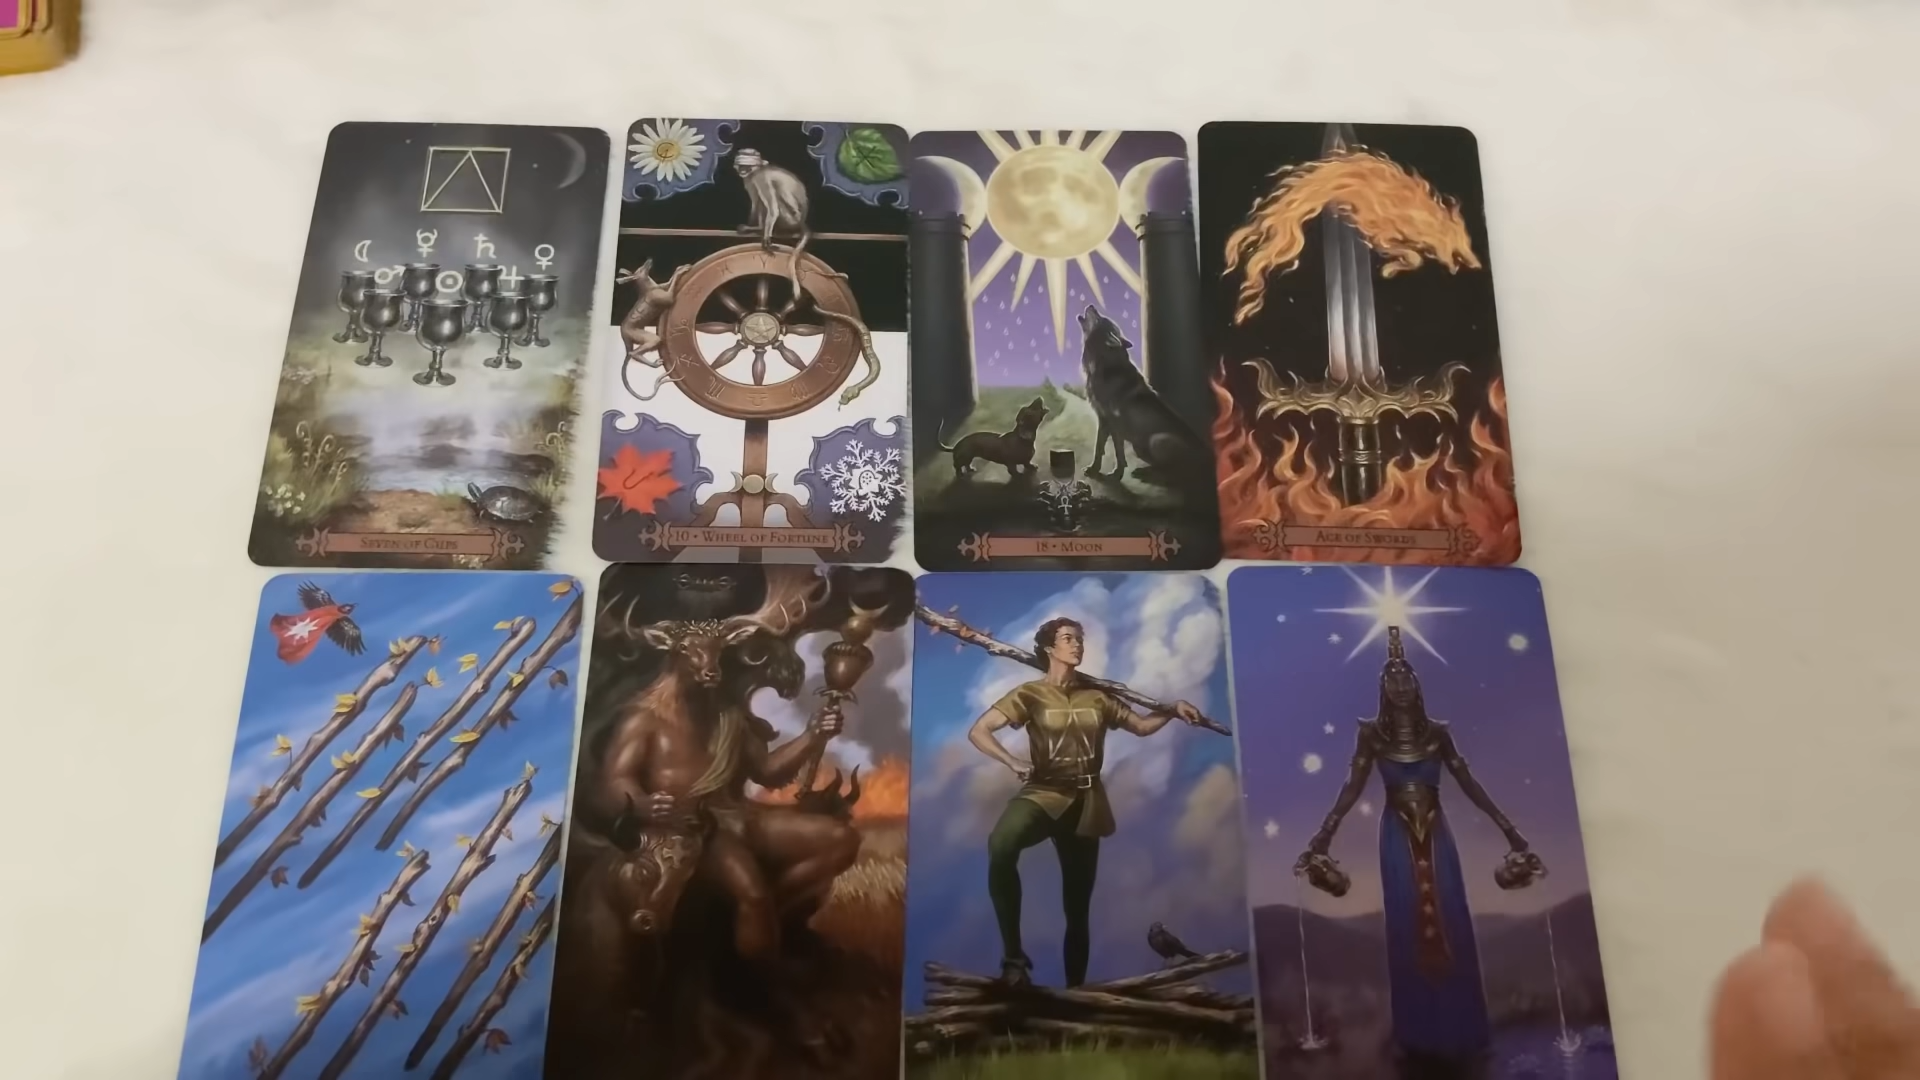 Seven of Cups
10 • Wheel of Fortune
18 • Moon
Ace of Swords